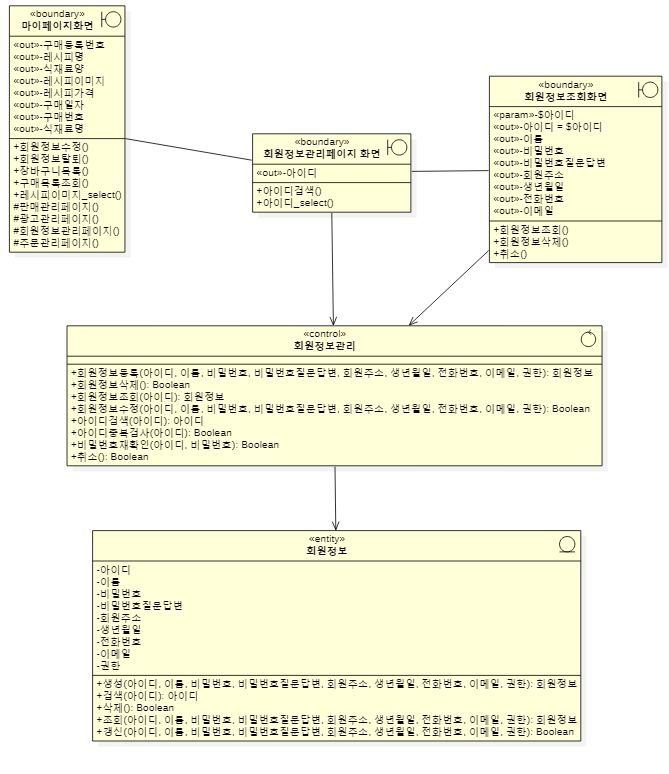 «boundary»
마이페이지화면
«out»-구매등록번호
«out»-레시피명
«out»-식재료양
«out»-레시피이미지
«out»-레시피가격
«out»-구매일자
«out»-구매번호
«out»-식재료명
+회원정보수정()
+회원정보탈퇴()
+장바구니목록()
+구매목록조회()
+레시피이미지_select()
#판매관리페이지()
#광고관리페이지()
#회원정보관리페이지()
#주문관리페이지()
«boundary»
회원정보관리페이지 화면
«out»-아이디
+아이디검색()
+아이디_select()
«boundary»
회원정보조회화면
«param»-$아이디
«out»-아이디 = $아이디
«out»-이름
«out»-비밀번호
«out»-비밀번호질문답변
«out»-회원주소
«out»-생년월일
«out»-전화번호
«out»-이메일
+회원정보조회()
+회원정보삭제()
+취소()
«control»
회원정보관리
+회원정보등록(아이디, 이름, 비밀번호, 비밀번호질문답변, 회원주소, 생년월일, 전화번호, 이메일, 권한): 회원정보
+회원정보삭제(): Boolean
+회원정보조회(아이디): 회원정보
+회원정보수정(아이디, 이름, 비밀번호, 비밀번호질문답변, 회원주소, 생년월일, 전화번호, 이메일, 권한): Boolean
+아이디검색(아이디): 아이디
+아이디중복검사(아이디): Boolean
+비밀번호재확인(아이디, 비밀번호): Boolean
+취소(): Boolean
«entity»
회원정보
-아이디
-이름
-비밀번호
-비밀번호질문답변
-회원주소
-생년월일
-전화번호
-이메일
-권한
+생성(아이디, 이름, 비밀번호, 비밀번호질문답변, 회원주소, 생년월일, 전화번호, 이메일, 권한): 회원정보
+검색(아이디): 아이디
+삭제(): Boolean
+조회(아이디, 이름, 비밀번호, 비밀번호질문답변, 회원주소, 생년월일, 전화번호, 이메일, 권한): 회원정보
+갱신(아이디, 이름, 비밀번호, 비밀번호질문답변, 회원주소, 생년월일, 전화번호, 이메일, 권한): Boolean